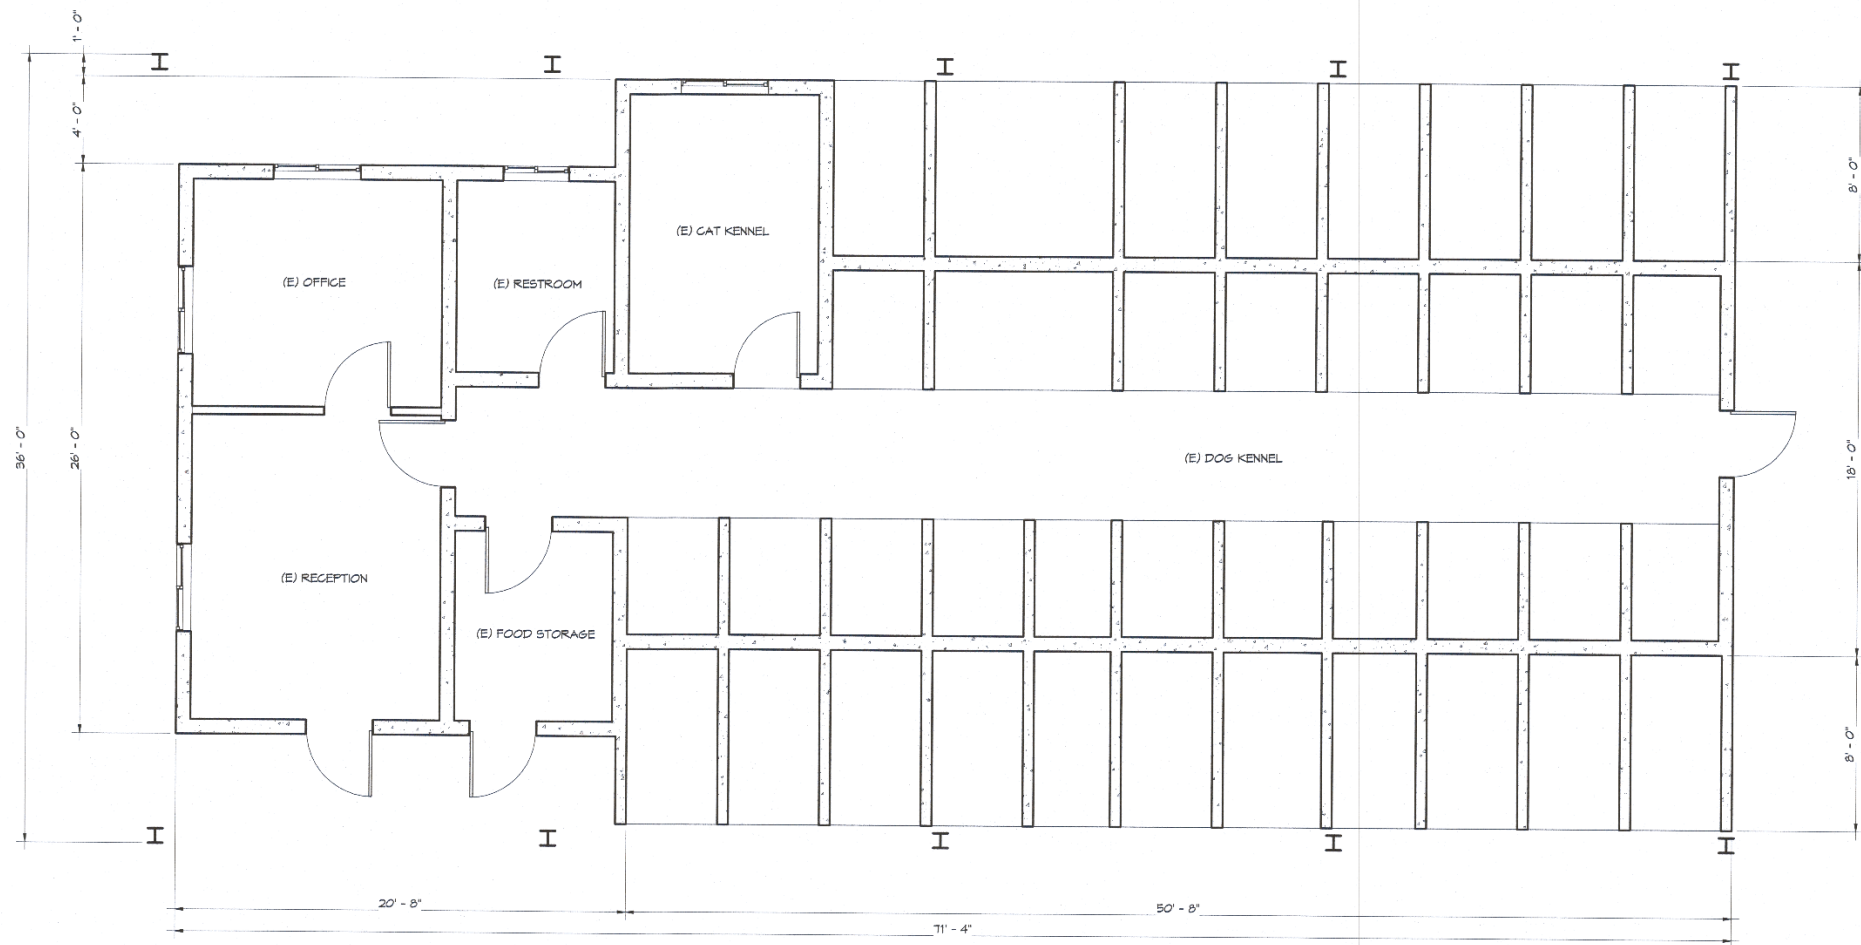 1' - 0"
4' - 0"
8' - 0"
(E) CAT KENNEL
(E) OFFICE
(E) RESTROOM
36' - 0"
26' - 0"
(E) DOG KENNEL
18' - 0"
(E) RECEPTION
(E) FOOD STORAGE
8' - 0"
20' - 8"
50' - 8"
71' - 4"